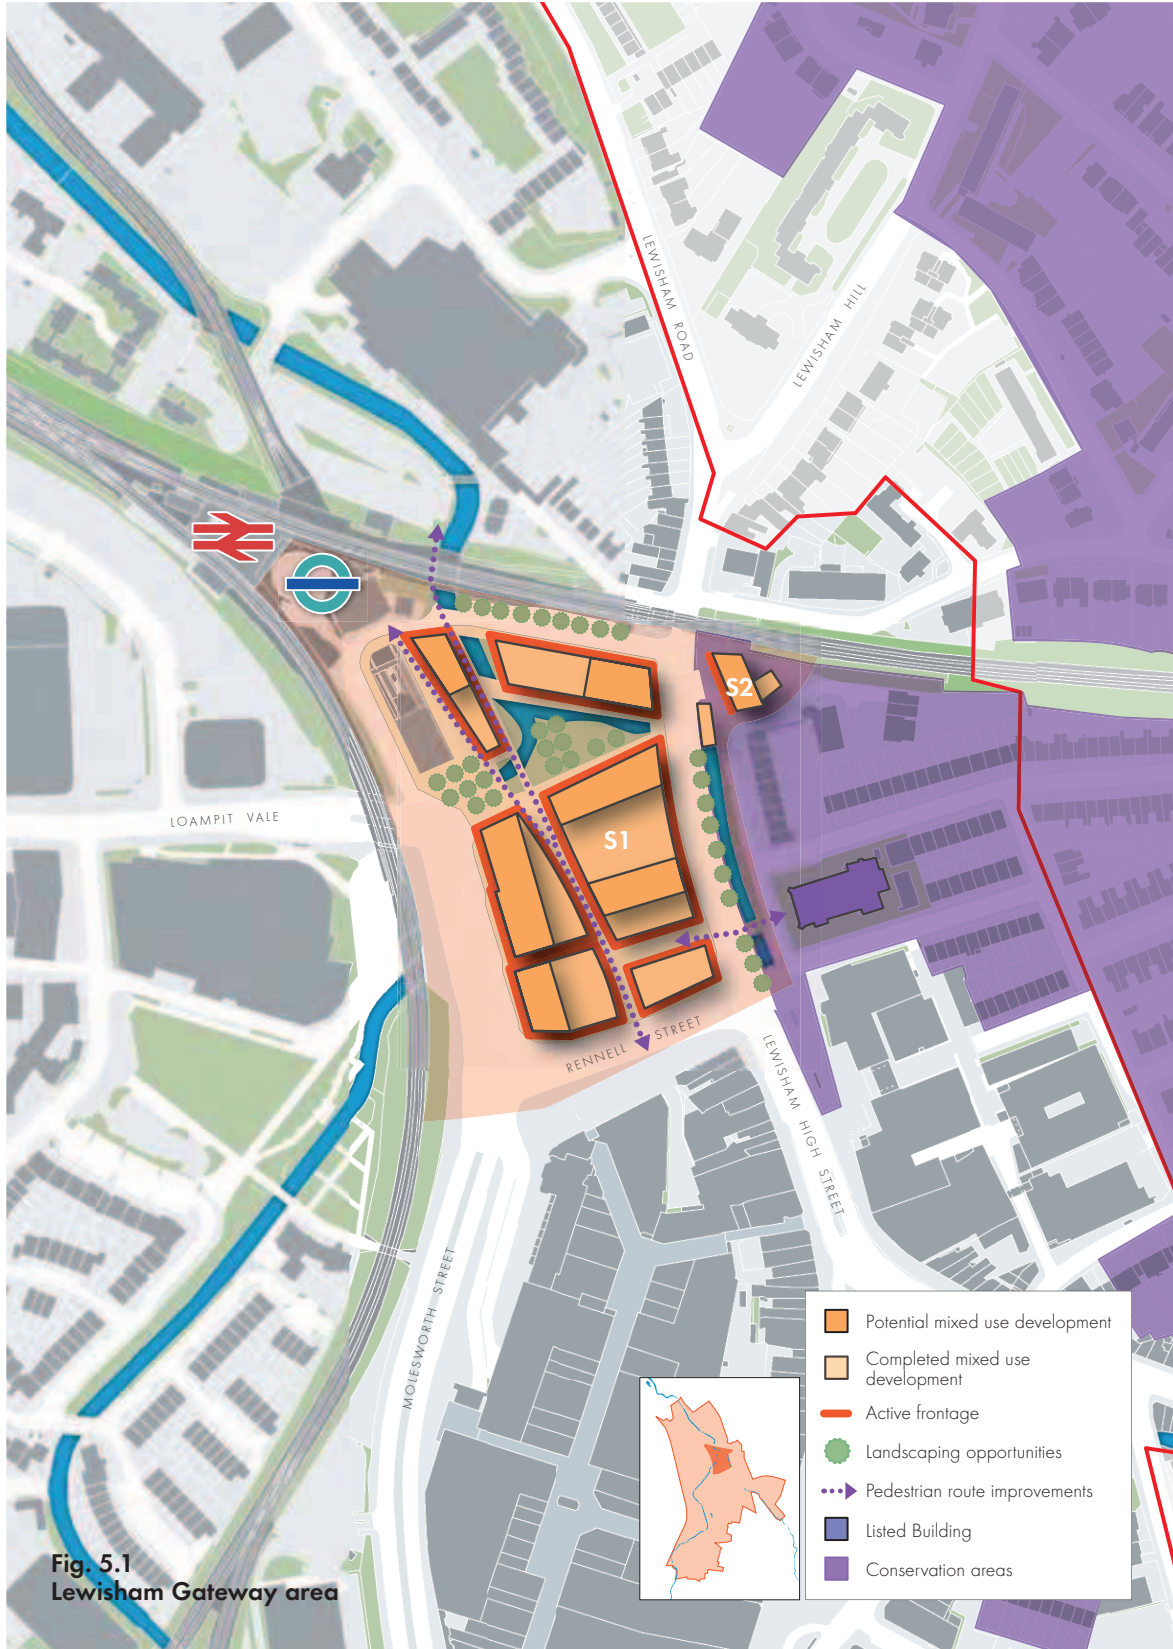 LEWISHAM ROAD
LEWISHAM HILL
S2
LOAMPIT VALE
S1
RENNELL STREET
LEWISHAM HIGH STREET
MOLESWORTH STREET
Potential mixed use development
Completed mixed use
development
Active frontage
Landscaping opportunities
Pedestrian route improvements
Listed Building
Conservation areas
Fig. 5.1
Lewisham Gateway area